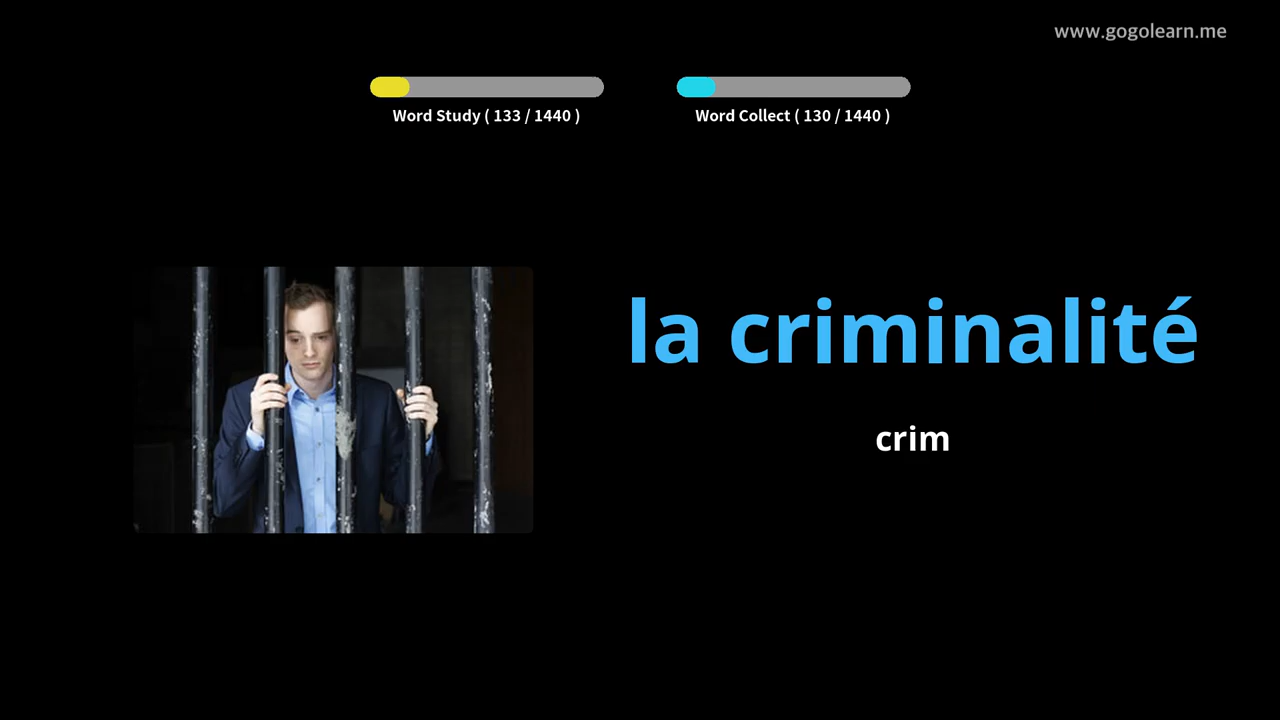 www.gogolearn.me
Word Study ( 133 / 1440 )
Word Collect ( 130 / 1440 )
la criminalité
crim